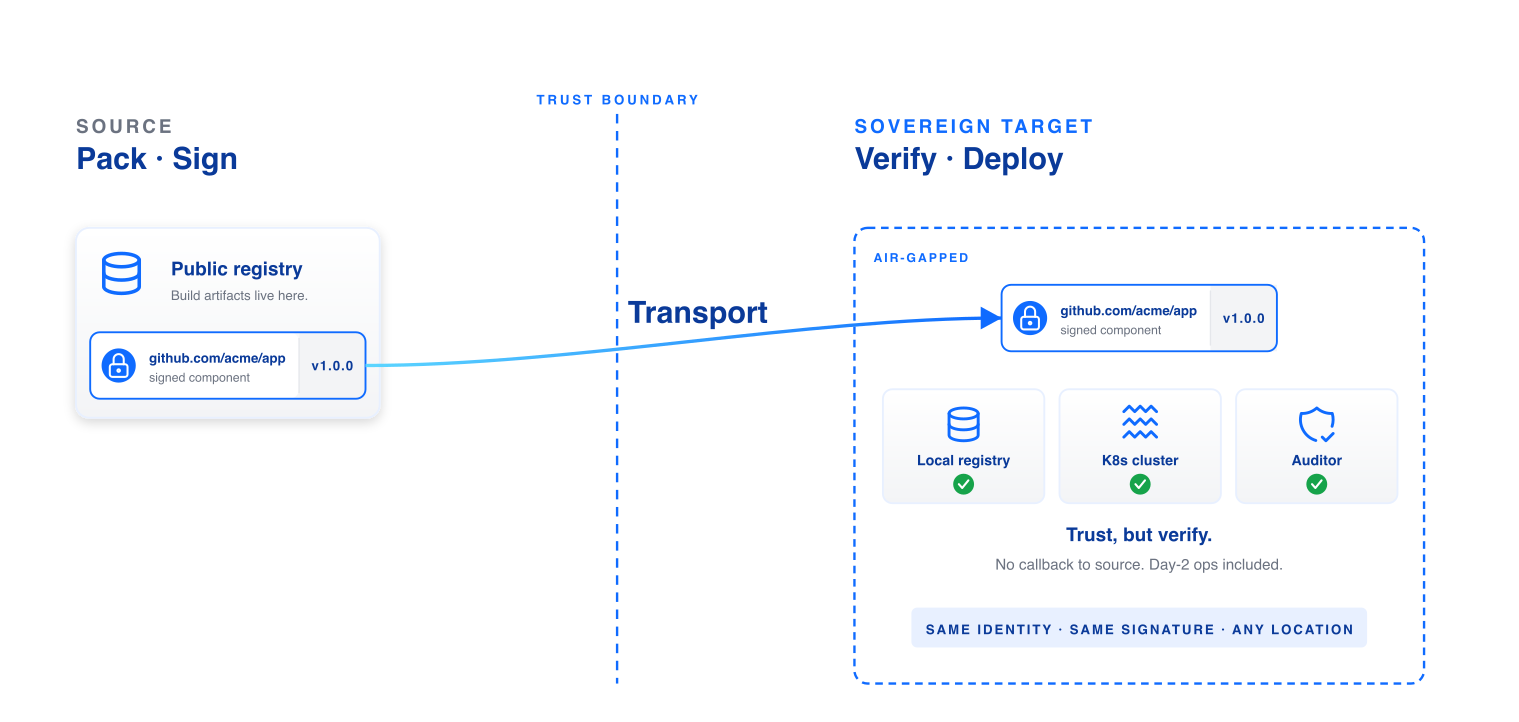 TRUST BOUNDARY
SOURCE
Pack · Sign
Public registry
Build artifacts live here.
github.com/acme/app
signed component
v1.0.0
Transport
SOVEREIGN TARGET
Verify · Deploy
AIR-GAPPED
github.com/acme/app
signed component
v1.0.0
Local registry
K8s cluster
Auditor
Trust, but verify.
No callback to source. Day-2 ops included.
SAME IDENTITY · SAME SIGNATURE · ANY LOCATION